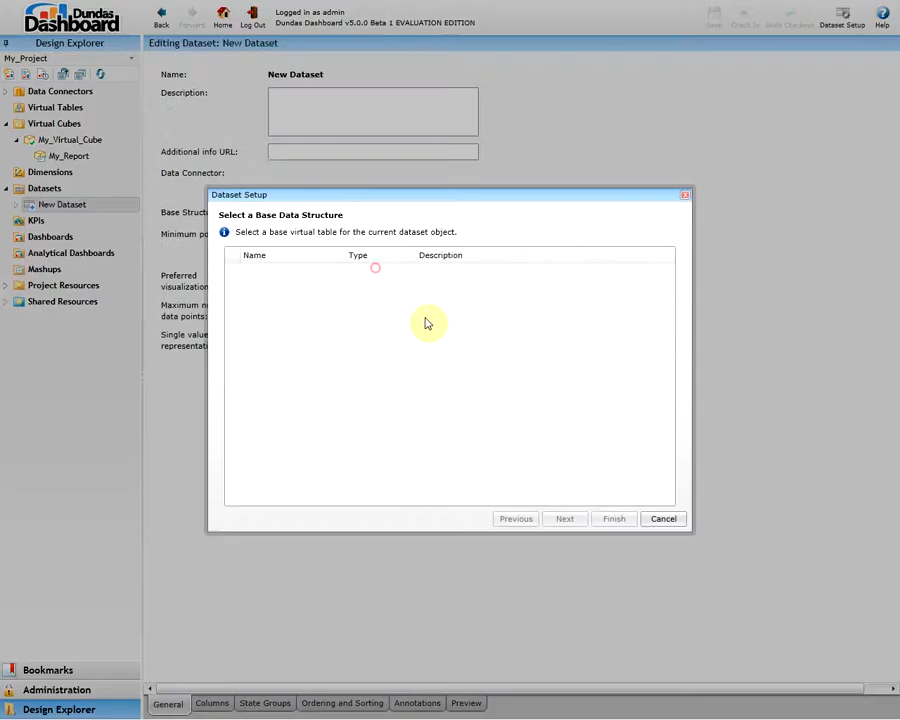 Dundas
Dashboard
Back
Forward
Home
Log Out
Logged in as admin
Dundas Dashboard v5.0.0 Beta 1 EVALUATION EDITION
Save
Check In
Undo Checkout
Dataset Setup
Help
Design Explorer
Editing Dataset: New Dataset
My_Project
Data Connectors
Virtual Tables
Virtual Cubes
My_Virtual_Cube
My_Report
Dimensions
Datasets
New Dataset
KPIs
Dashboards
Analytical Dashboards
Mashups
Project Resources
Shared Resources
Name:
New Dataset
Description:
Additional info URL:
Data Connector:
Base Structu
Minimum po
Preferred
visualization
Maximum n
data points:
Single value
representati
Dataset Setup
Select a Base Data Structure
Select a base virtual table for the current dataset object.
Name
Type
Description
Previous
Next
Finish
Cancel
Bookmarks
Administration
Design Explorer
General
Columns
State Groups
Ordering and Sorting
Annotations
Preview